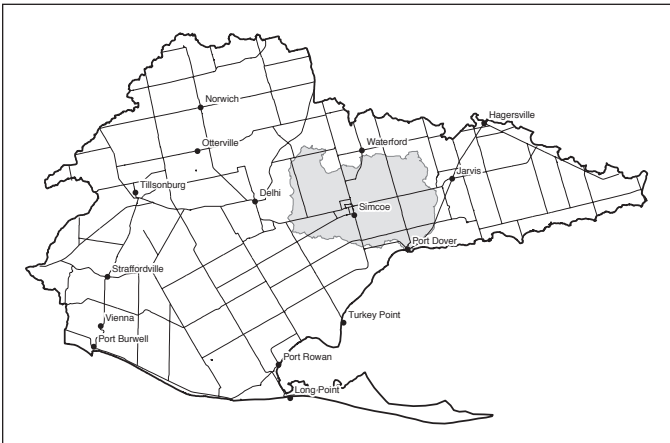 Hagersville
Norwich
Waterford
Otterville
Jarvis
Tillsonburg
Delhi
Simcoe
Port Dover
Straffordville
Turkey Point
Vienna
Port Burwell
Port Rowan
Long Point